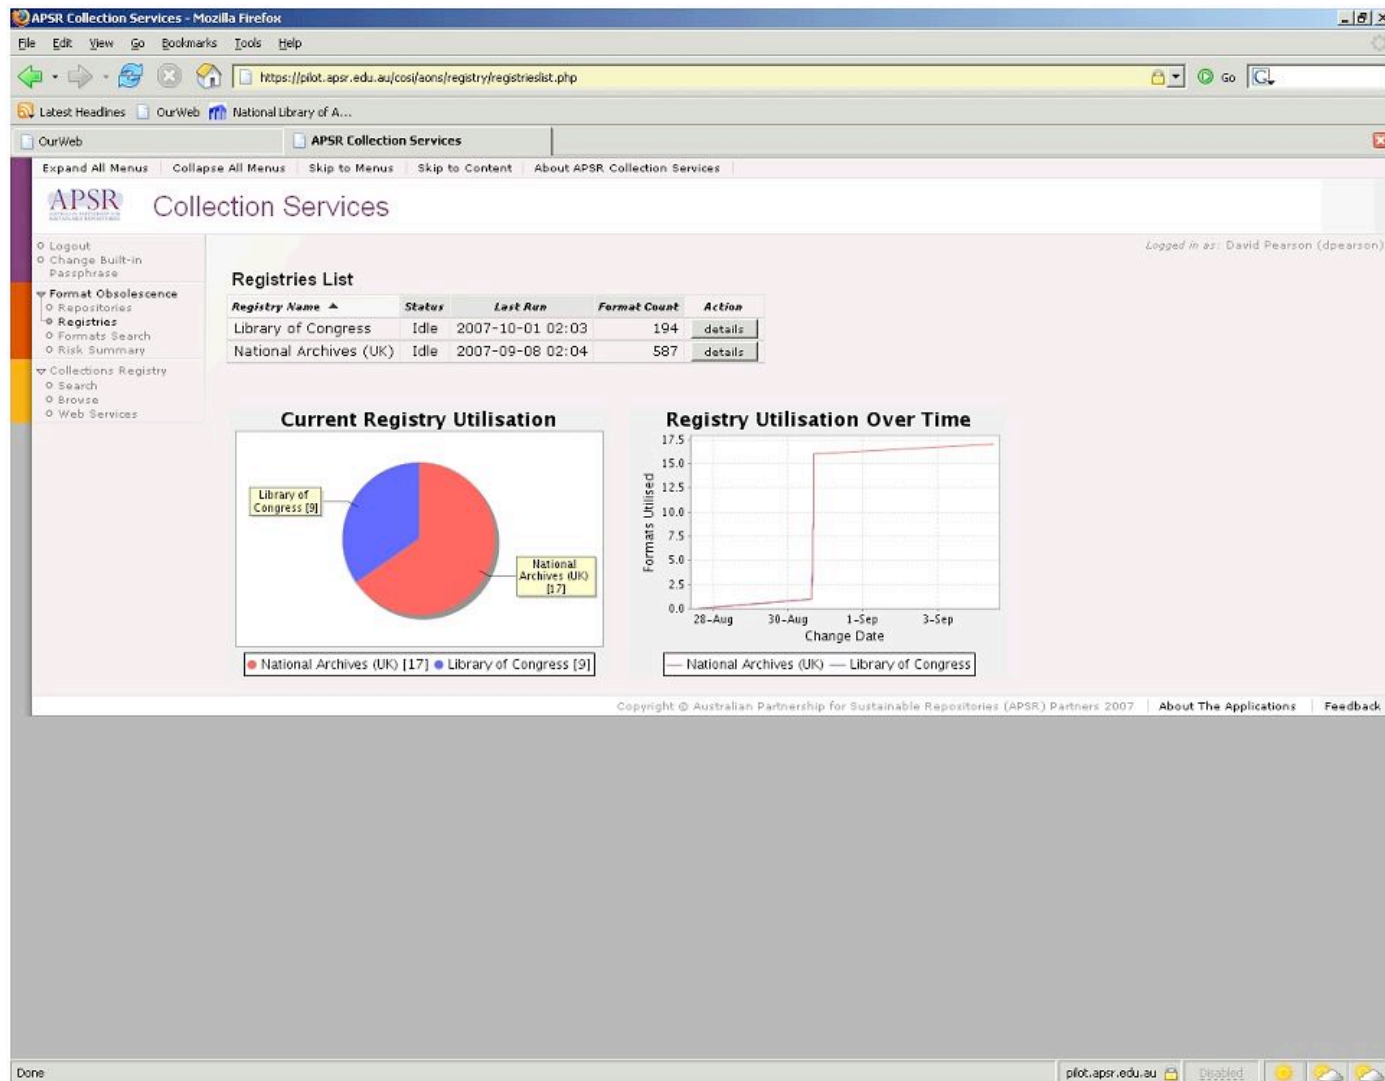 APSR Collection Services - Mozilla Firefox
File Edit View Go Bookmarks Tools Help
https://pilot.apsr.edu.au/cosi/aons/registry/registrieslist.php
Go
Latest Headines OurWeb National Library of A...
OurWeb APSR Collection Services
Expand All Menus Collapse All Menus Skip to Menus Skip to Content About APSR Collection Services
APSR Collection Services
Logged in as: David Pearson (dpearson)
Logout
Change Built-in
Passphrase
Format Obsolescence
Repositories
Registries
Formats Search
Risk Summary
Collections Registry
Search
Browse
Web Services
Registries List
Registry Name Status Last Run Format Count Action
Library of Congress Idle 2007-10-01 02:03 194 details
National Archives (UK) Idle 2007-09-08 02:04 587 details
Current Registry Utilisation
Library of
Congress [9]
National
Archives (UK)
[17]
National Archives (UK) [17] Library of Congress [9]
Registry Utilisation Over Time
17.5
15.0
12.5
10.0
7.5
5.0
2.5
0.0
Formats Utilised
28-Aug 30-Aug 1-Sep 3-Sep
Change Date
National Archives (UK) Library of Congress
Copyright © Australian Partnership for Sustainable Repositories (APSR) Partners 2007 About The Applications Feedback
Done pilot.apsr.edu.au Disabled